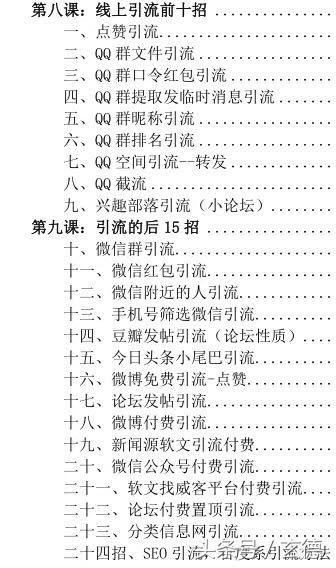 第八课：线上引流前十招 ..............
一、点赞引流......................
二、QQ 群文件引流 ................
三、QQ 群口令红包引流 ............
四、QQ 群提取发临时消息引流 .......
五、QQ 群昵称引流 ................
六、QQ 群排名引流 ................
七、QQ 空间引流--转发 ............
八、QQ 截流 ......................
九、兴趣部落引流（小论坛）........
第九课：引流的后 15 招 ..............
十、微信群引流....................
十一、微信红包引流................
十二、微信附近的人引流............
十三、手机号筛选微信引流..........
十四、豆瓣发帖引流（论坛性质）....
十五、今日头条小尾巴引流..........
十六、微博免费引流-点赞...........
十七、论坛发帖引流................
十八、微博付费引流................
十九、新闻源软文引流付费..........
二十、微信公众号付费引流..........
二十一、软文找威客平台付费引流....
二十二、论坛付费置顶引流..........
二十三、分类信息网引流............
二十四招、SEO 引流，百度系引流方法
头条号